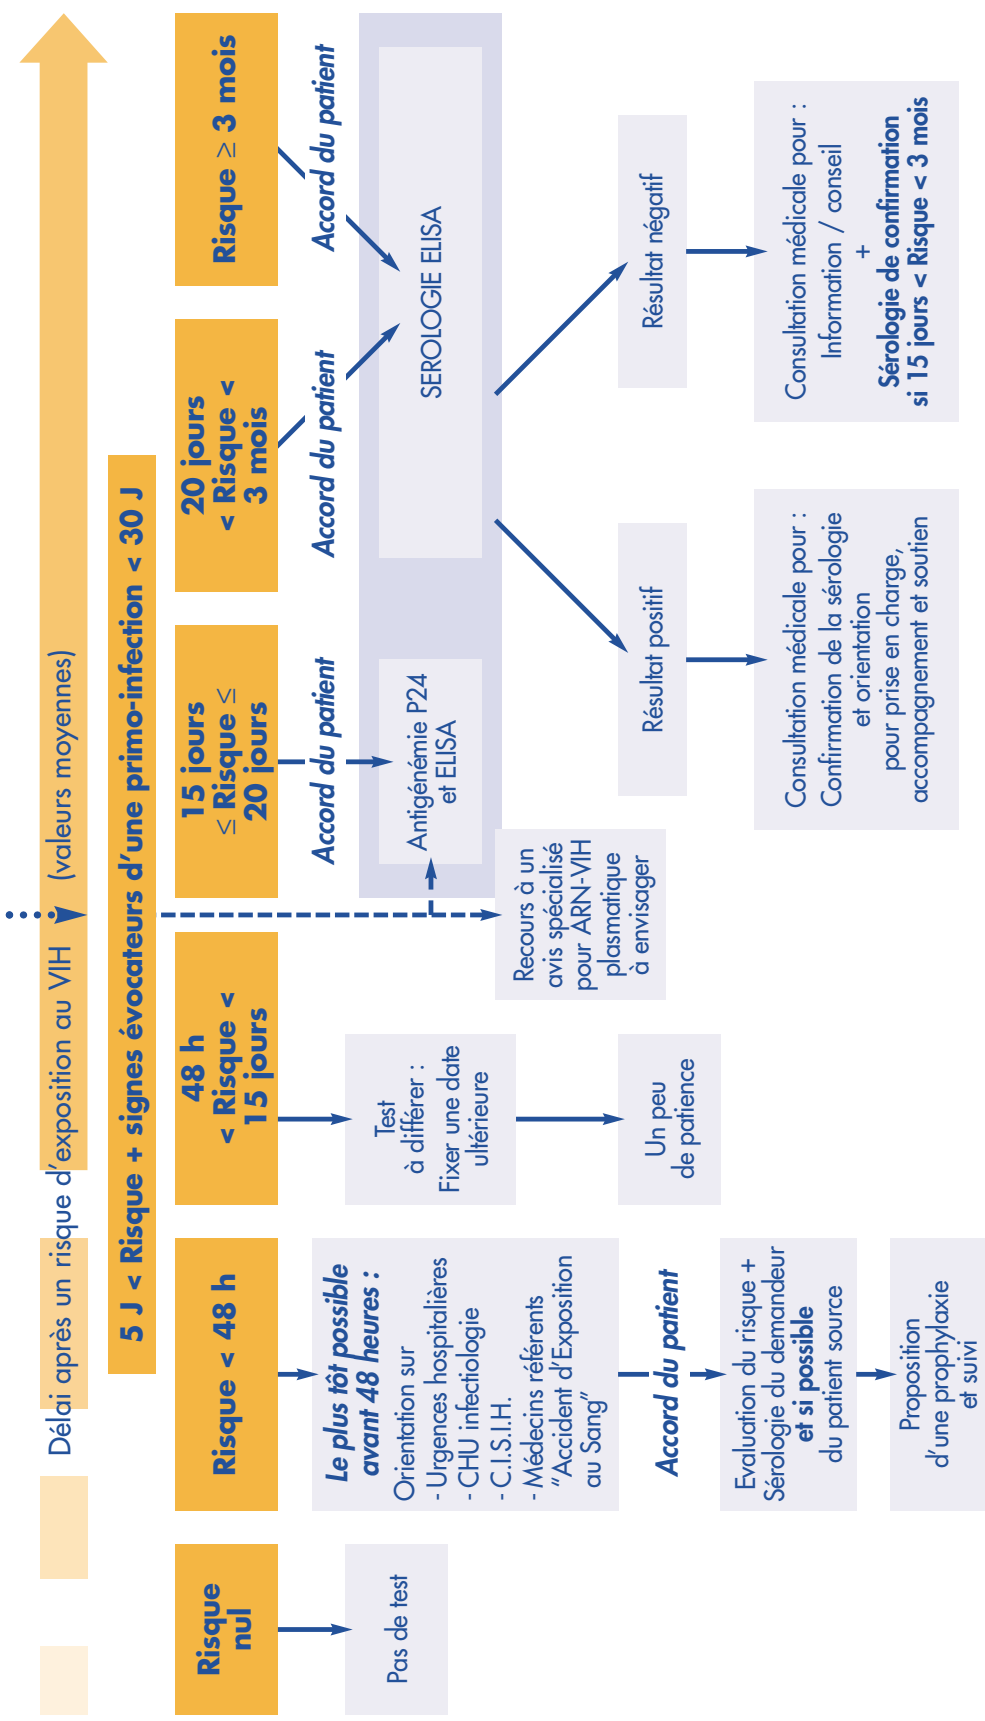 Délai après un risque d'exposition au VIH (valeurs moyennes)
5 J < Risque + signes évocateurs d'une primo-infection < 30 J
Risque
nul
Pas de test
Risque < 48 h
Le plus tôt possible
avant 48 heures :
Orientation sur
- Urgences hospitalières
- CHU infectiologie
- C.I.S.I.H.
- Médecins référents
"Accident d'Exposition
au Sang"
Accord du patient
Evaluation du risque +
Sérologie du demandeur
et si possible
du patient source
Proposition
d'une prophylaxie
et suivi
48 h
< Risque <
15 jours
Test
à différer :
Fixer une date
ultérieure
Un peu
de patience
Recours à un
avis spécialisé
pour ARN-VIH
plasmatique
à envisager
15 jours
≤ Risque ≤
20 jours
Accord du patient
Antigénémie P24
et ELISA
20 jours
< Risque <
3 mois
Accord du patient
Risque ≥ 3 mois
Accord du patient
SEROLOGIE ELISA
Résultat positif
Consultation médicale pour :
Confirmation de la sérologie
et orientation
pour prise en charge,
accompagnement et soutien
Résultat négatif
Consultation médicale pour :
Information / conseil
+
Sérologie de confirmation
si 15 jours < Risque < 3 mois